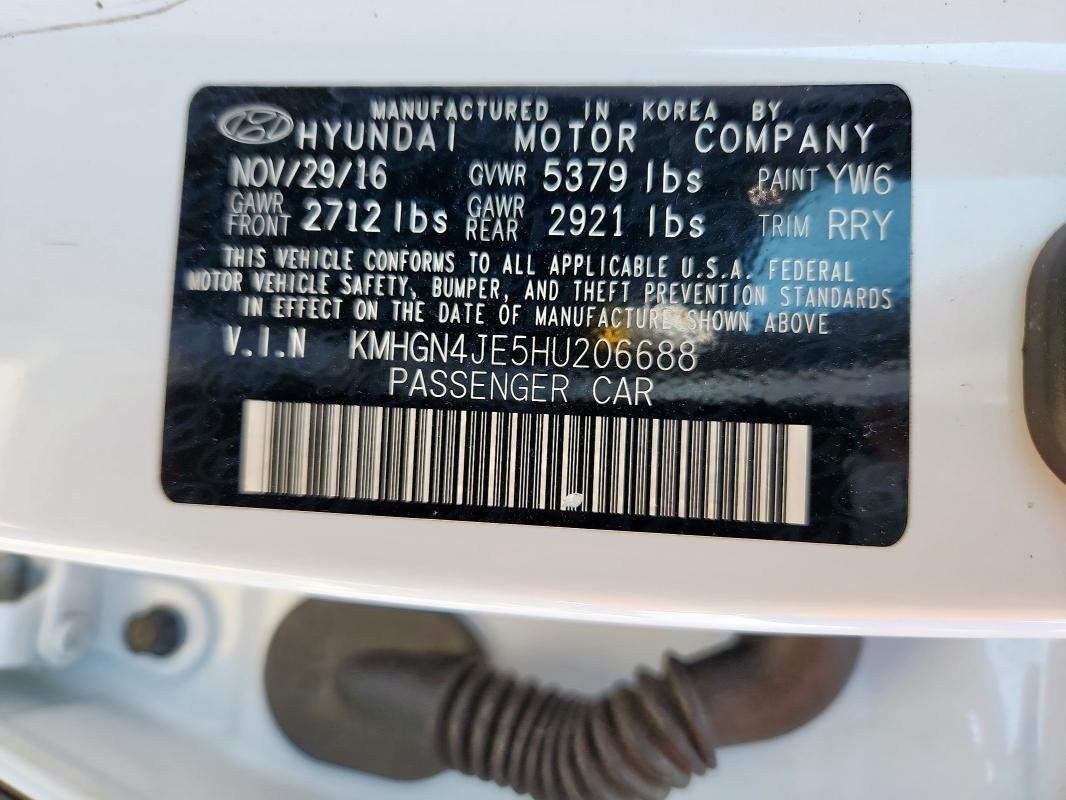 MANUFACTURED IN KOREA BY
HYUNDAI MOTOR COMPANY
NOV/29/16 GVWR 5379 lbs PAINT YW6
GAWR FRONT 2712 lbs GAWR REAR 2921 lbs TRIM RRY
THIS VEHICLE CONFORMS TO ALL APPLICABLE U.S.A. FEDERAL
MOTOR VEHICLE SAFETY, BUMPER, AND THEFT PREVENTION STANDARDS
IN EFFECT ON THE DATE OF MANUFACTURE SHOWN ABOVE
V.I.N KMHGN4JE5HU206688
PASSENGER CAR